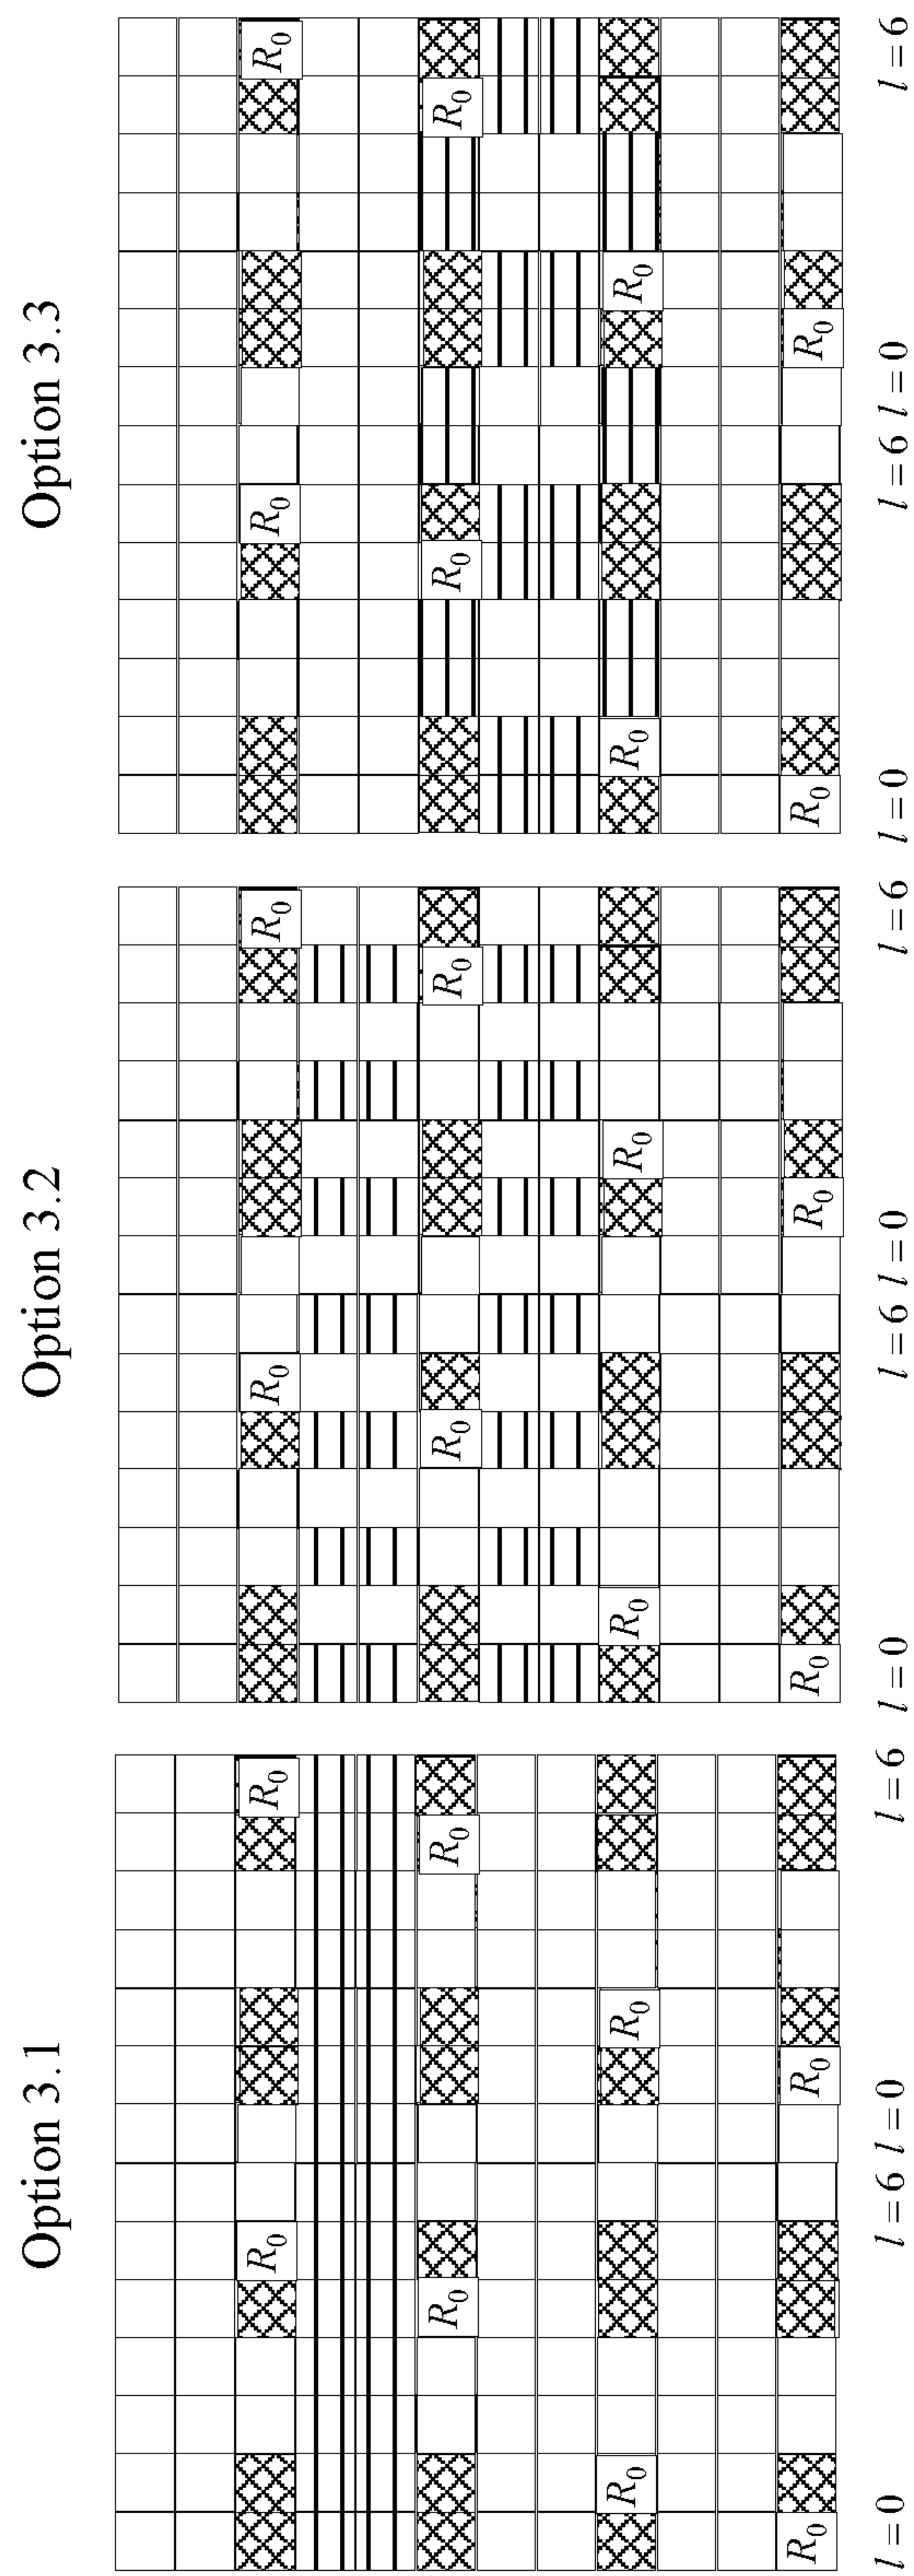 Option 3.1
R₀ R₀
R₀ R₀
R₀ R₀
R₀ R₀
l = 0 l = 6 l = 0 l = 6
Option 3.2
R₀ R₀
R₀ R₀
R₀ R₀
R₀ R₀
l = 0 l = 6 l = 0 l = 6
Option 3.3
R₀ R₀
R₀ R₀
R₀ R₀
R₀ R₀
l = 0 l = 6 l = 0 l = 6